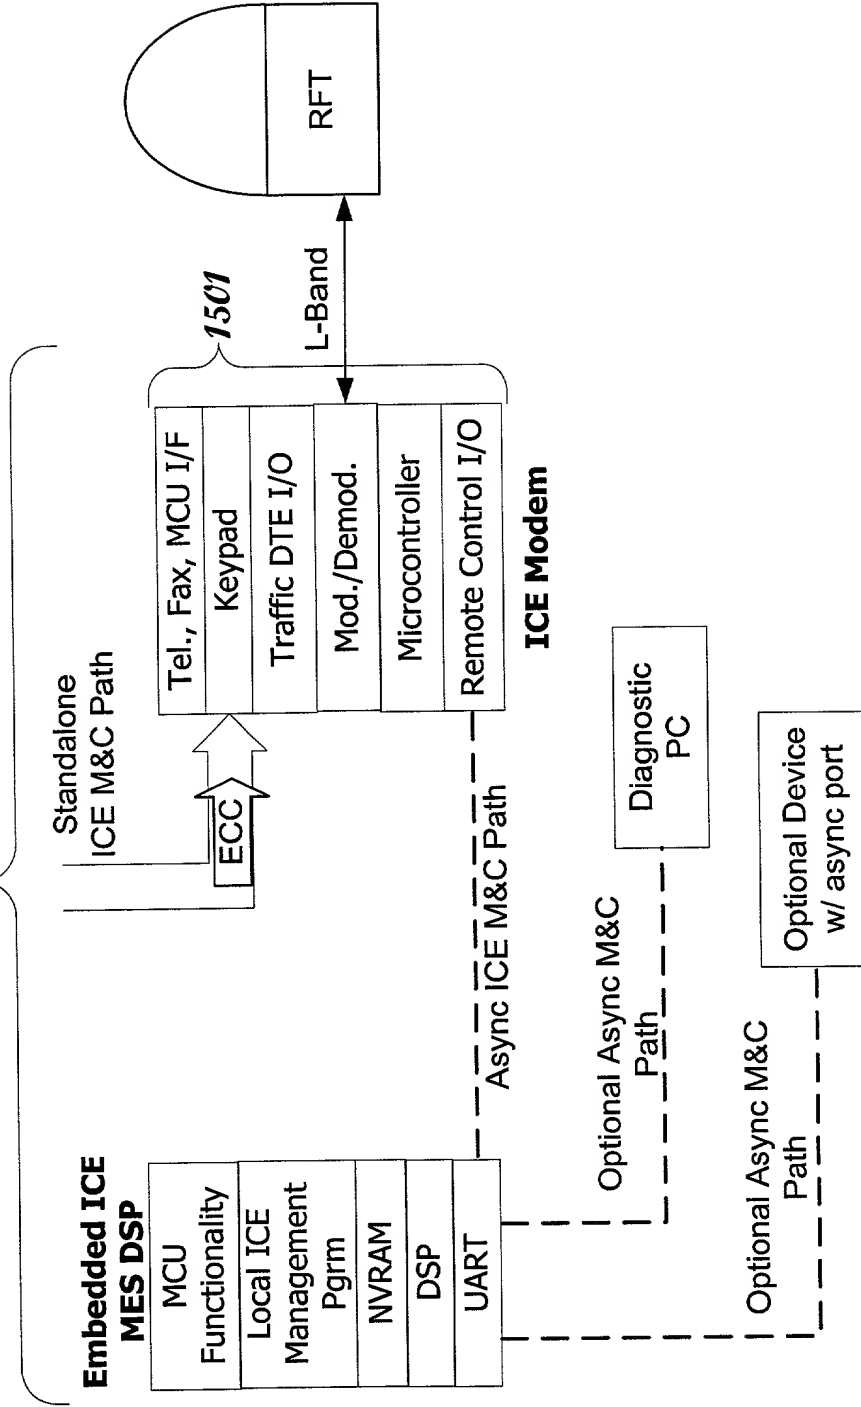 Embedded ICE
MES DSP
MCU
Functionality
Local ICE
Management
Pgrm
NVRAM
DSP
UART
Standalone
ICE M&C Path
ECC
Async ICE M&C Path
Optional Async M&C
Path
Optional Async M&C
Path
Tel., Fax, MCU I/F
Keypad
Traffic DTE I/O
Mod./Demod.
Microcontroller
Remote Control I/O
ICE Modem
1501
L-Band
RFT
Diagnostic
PC
Optional Device
w/ async port